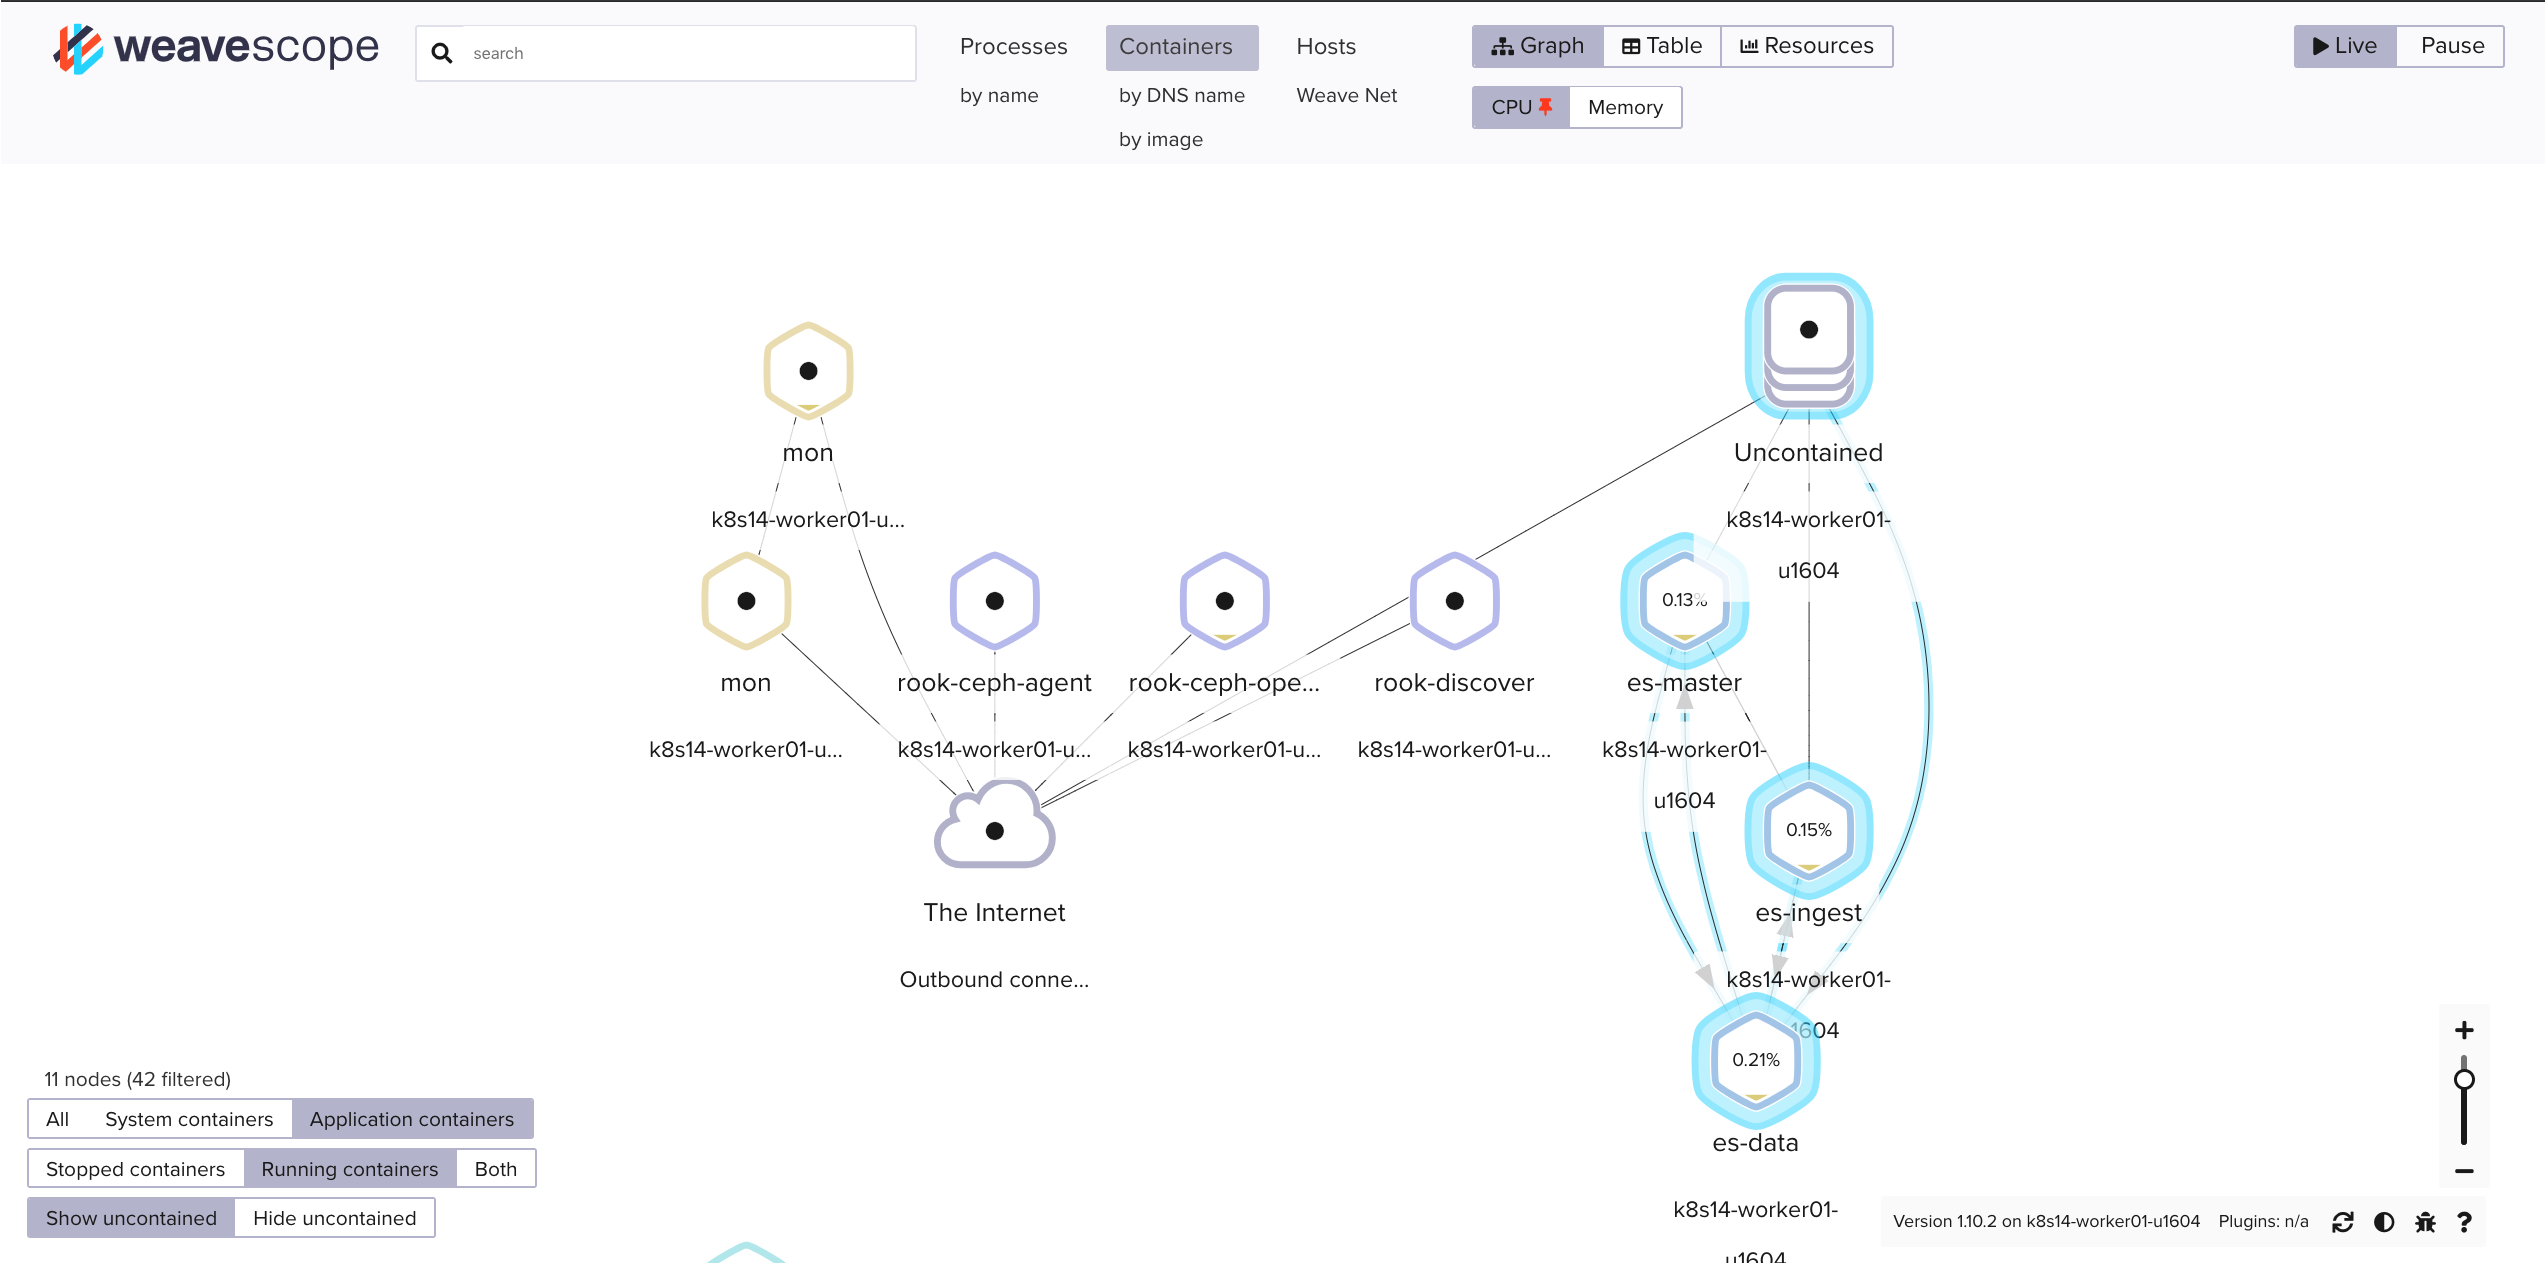 weavescope
search
Processes
Containers
Hosts
by name
by DNS name
Weave Net
by image
Graph
Table
Resources
CPU
Memory
Live
Pause
mon
k8s14-worker01-u...
Uncontained
k8s14-worker01-
u1604
mon
k8s14-worker01-u...
rook-ceph-agent
k8s14-worker01-u...
rook-ceph-ope...
k8s14-worker01-u...
rook-discover
k8s14-worker01-u...
0.13%
es-master
k8s14-worker01-
u1604
0.15%
es-ingest
k8s14-worker01-
1604
The Internet
Outbound conne...
0.21%
es-data
k8s14-worker01-
u1604
11 nodes (42 filtered)
All
System containers
Application containers
Stopped containers
Running containers
Both
Show uncontained
Hide uncontained
Version 1.10.2 on k8s14-worker01-u1604
Plugins: n/a